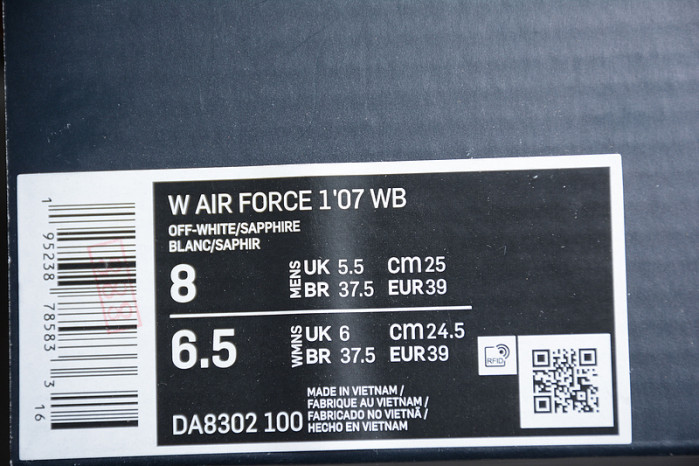 W AIR FORCE 1'07 WB
OFF-WHITE/SAPPHIRE
BLANC/SAPHIR
8 MENS UK 5.5 cm 25
BR 37.5 EUR 39
6.5 WMNS UK 6 cm 24.5
BR 37.5 EUR 39
RFID
MADE IN VIETNAM /
FABRIQUE AU VIETNAM /
FABRICADO NO VIETNÃ /
HECHO EN VIETNAM
DA8302 100
1 95238 78583 3 16